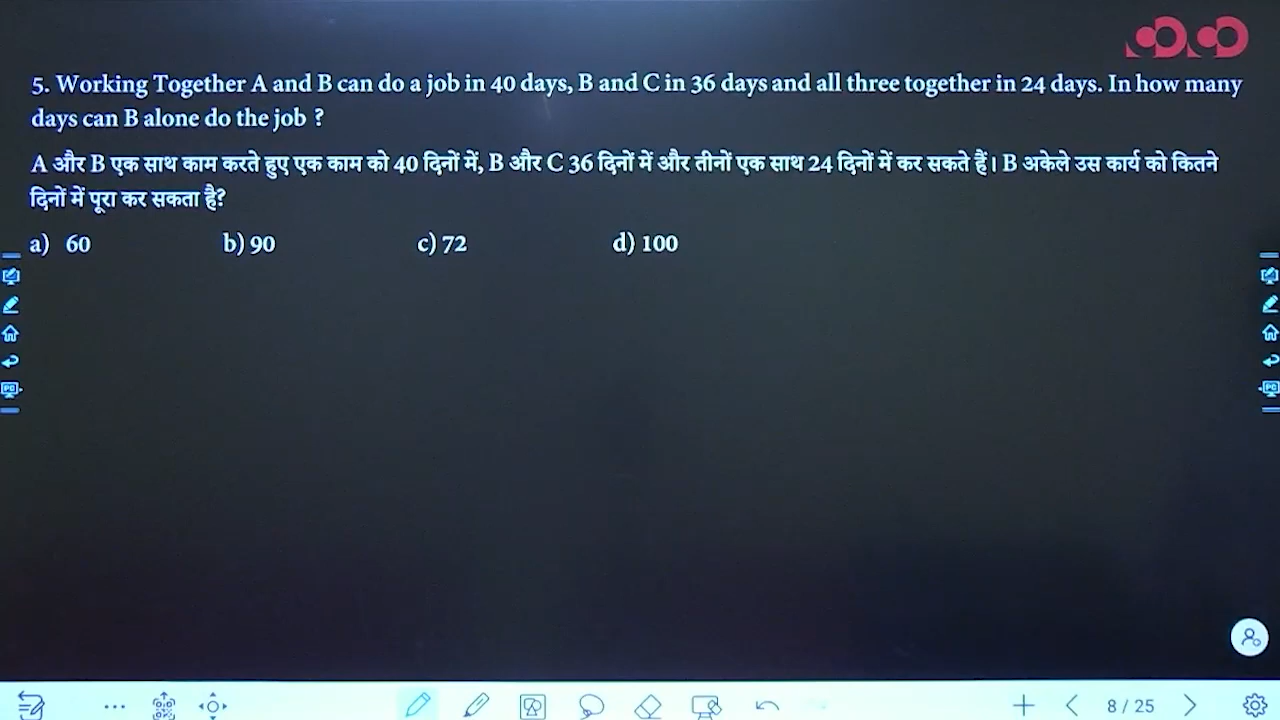 5. Working Together A and B can do a job in 40 days, B and C in 36 days and all three together in 24 days. In how many
days can B alone do the job ?
A और B एक साथ काम करते हुए एक काम को 40 दिनों में, B और C 36 दिनों में और तीनों एक साथ 24 दिनों में कर सकते हैं। B अकेले उस कार्य को कितने
दिनों में पूरा कर सकता है?
a) 60 b) 90 c) 72 d) 100
PC PC
8 / 25